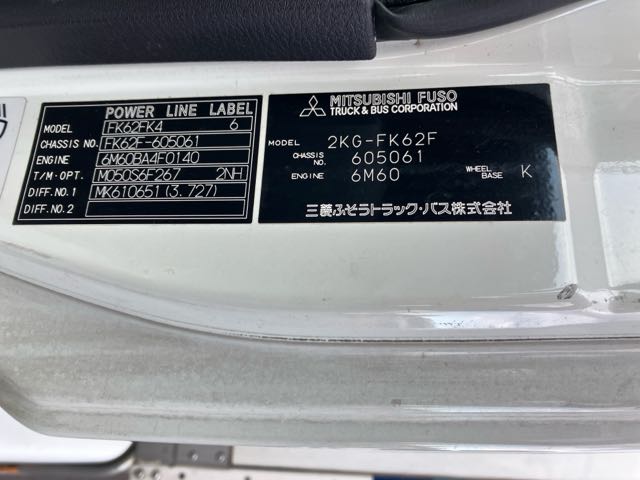 POWER LINE LABEL
MODEL FK62FK4 6
CHASSIS NO. FK62F-605061
ENGINE 6M60BA4F0140
T/M·OPT. M050S6F267 2NH
DIFF.NO.1 MK610651 (3.727)
DIFF.NO.2
MITSUBISHI FUSO
TRUCK & BUS CORPORATION
MODEL 2KG-FK62F
CHASSIS NO. 605061
ENGINE 6M60 WHEEL BASE K
三菱ふそうトラック・バス株式会社